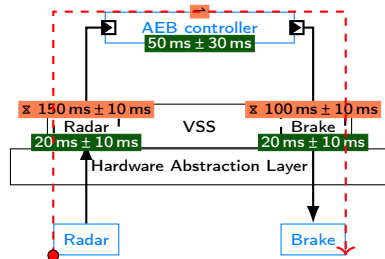 ⇌
AEB controller
50 ms ± 30 ms
⧖ 150 ms ± 10 ms ⧖ 100 ms ± 10 ms
Radar VSS Brake
20 ms ± 10 ms 20 ms ± 10 ms
Hardware Abstraction Layer
Radar Brake